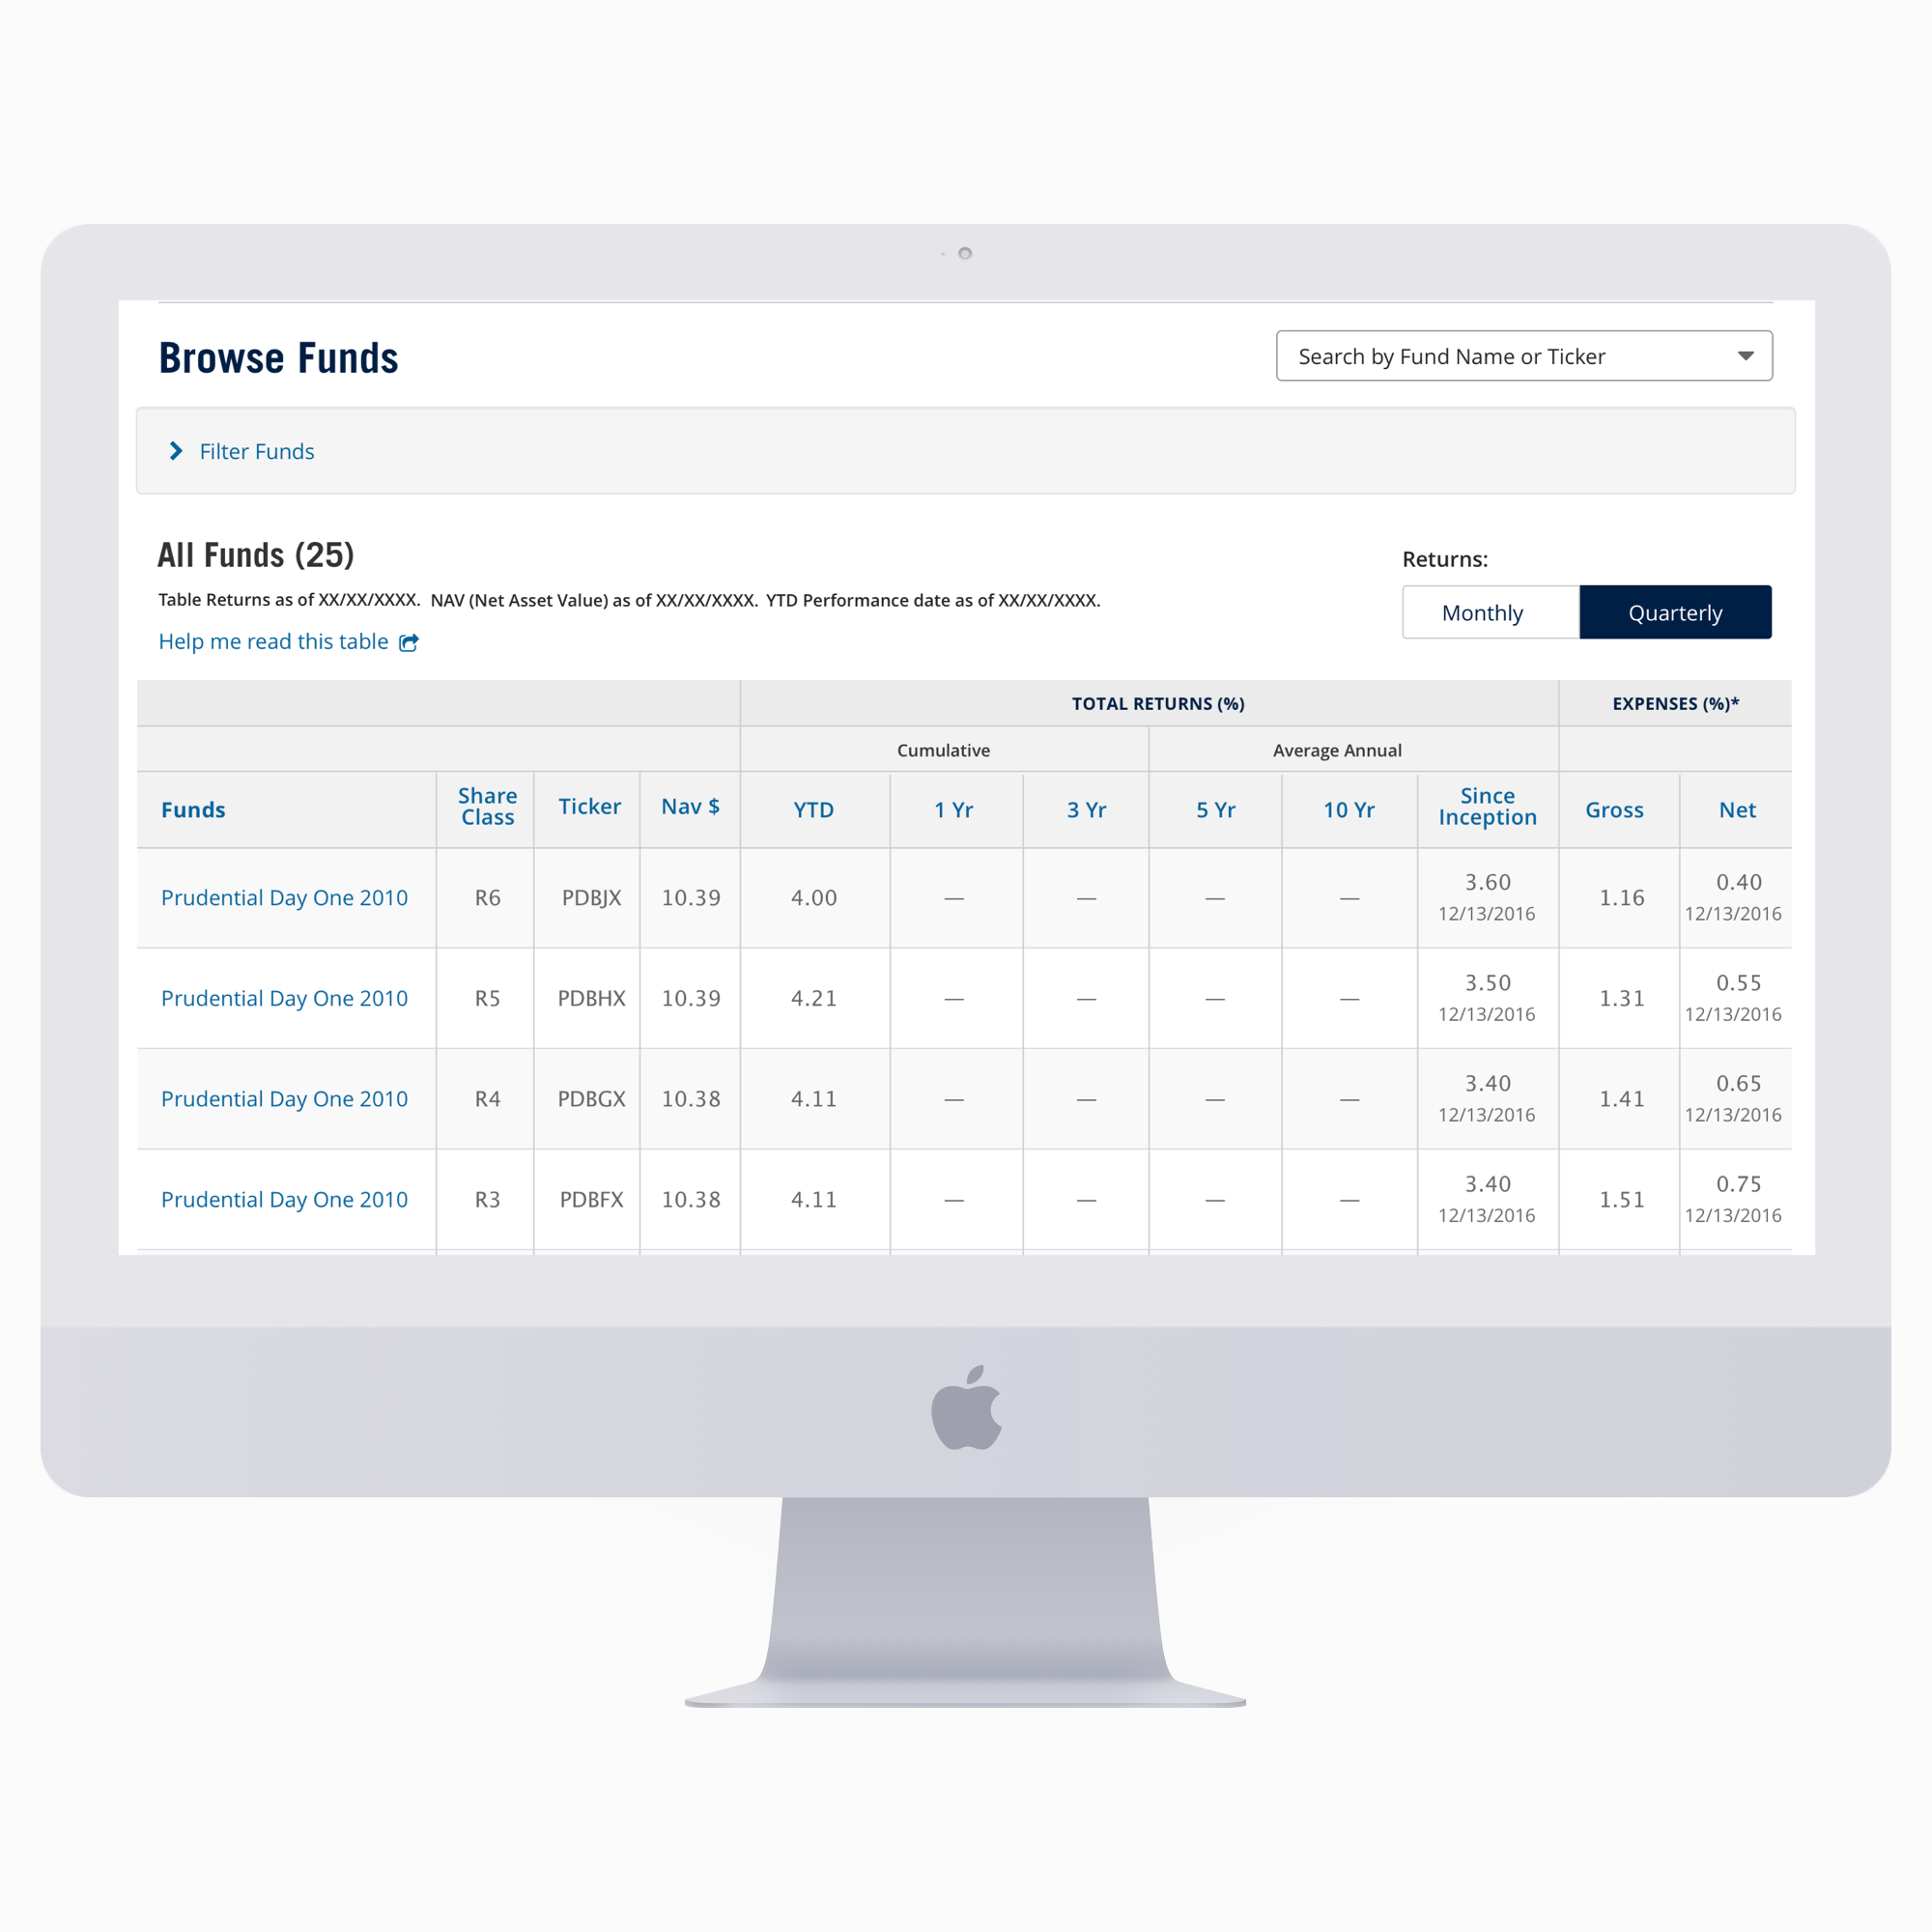 Browse Funds
Search by Fund Name or Ticker
Filter Funds
All Funds (25)
Returns:
Table Returns as of XX/XX/XXXX. NAV (Net Asset Value) as of XX/XX/XXXX. YTD Performance date as of XX/XX/XXXX.
Monthly Quarterly
Help me read this table
TOTAL RETURNS (%) EXPENSES (%)*
Cumulative Average Annual
Funds Share Class Ticker Nav $ YTD 1 Yr 3 Yr 5 Yr 10 Yr Since Inception Gross Net
Prudential Day One 2010 R6 PDBJX 10.39 4.00 — — — — 3.60 1.16 0.40
12/13/2016 12/13/2016
Prudential Day One 2010 R5 PDBHX 10.39 4.21 — — — — 3.50 1.31 0.55
12/13/2016 12/13/2016
Prudential Day One 2010 R4 PDBGX 10.38 4.11 — — — — 3.40 1.41 0.65
12/13/2016 12/13/2016
Prudential Day One 2010 R3 PDBFX 10.38 4.11 — — — — 3.40 1.51 0.75
12/13/2016 12/13/2016